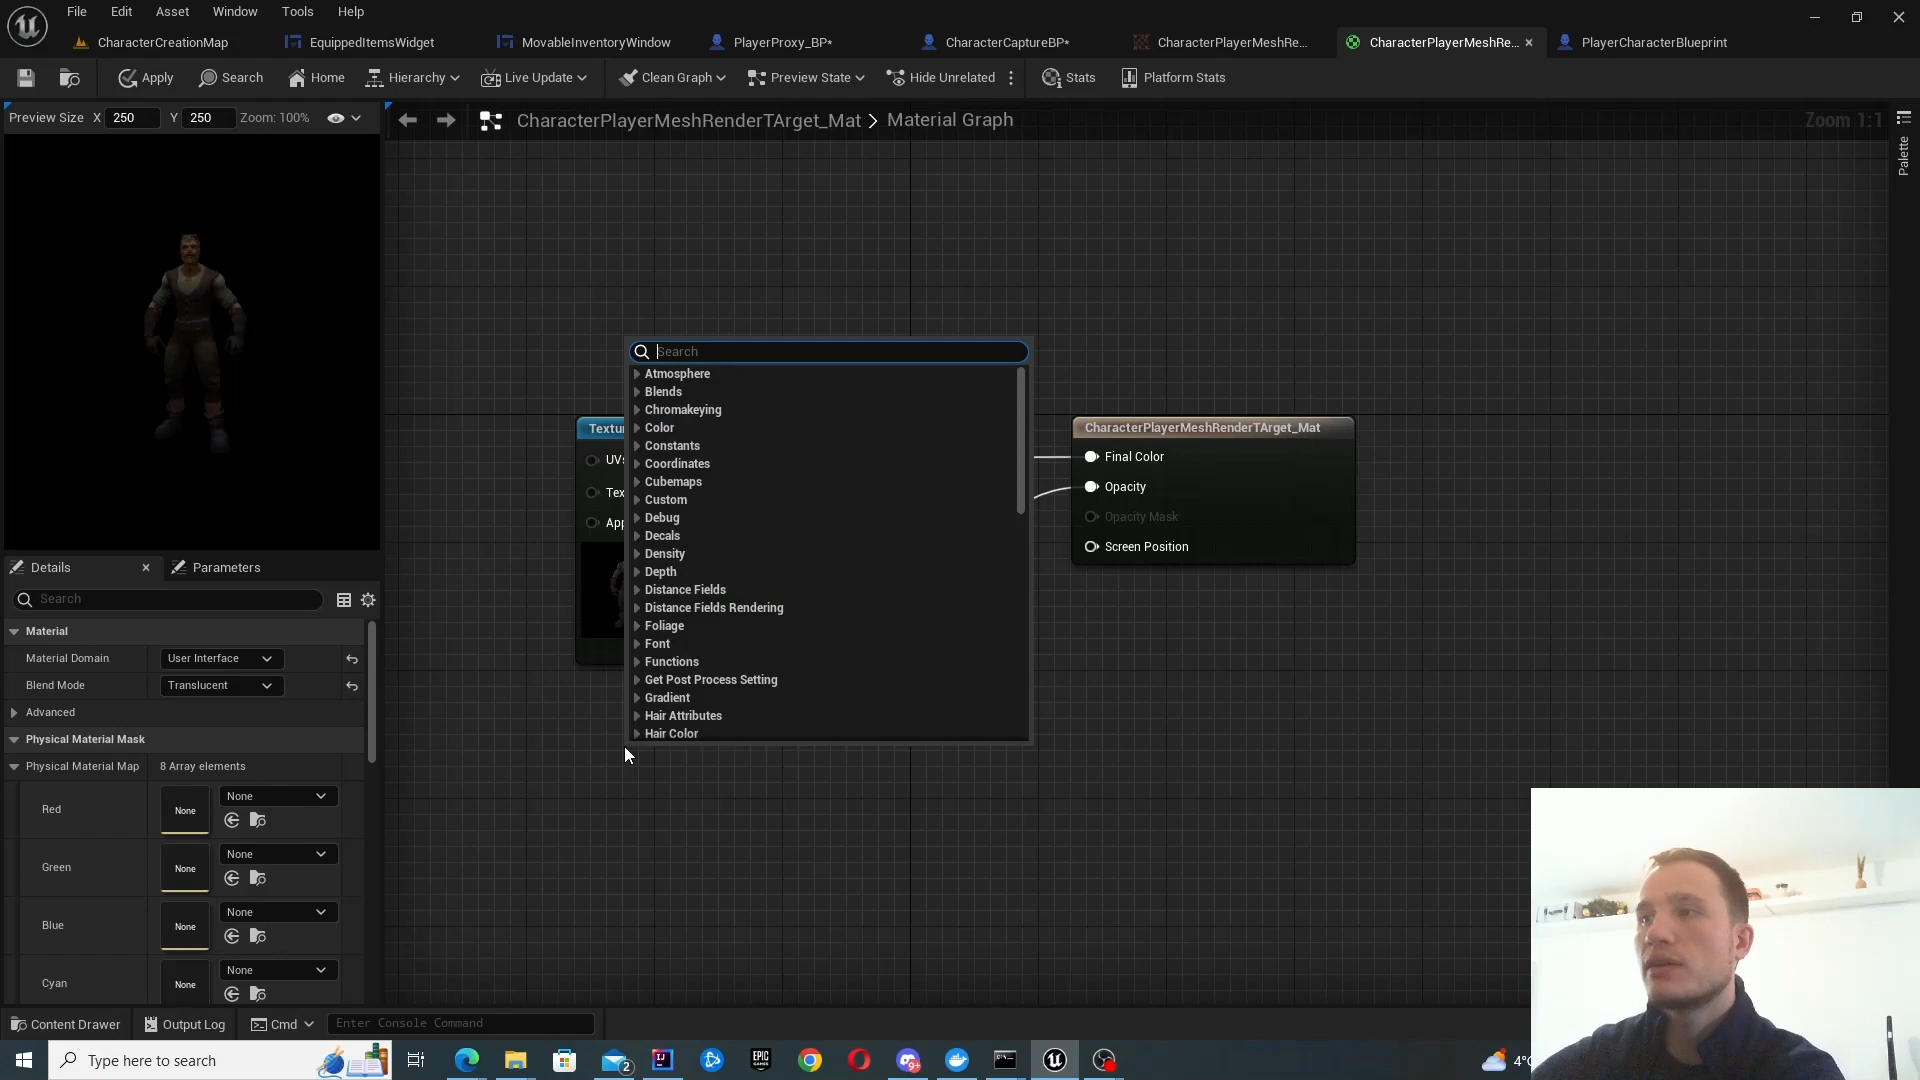 File Edit Asset Window Tools Help
CharacterCreationMap EquippedItemsWidget MovableInventoryWindow PlayerProxy_BP* CharacterCaptureBP* CharacterPlayerMeshRe... CharacterPlayerMeshRe... PlayerCharacterBlueprint
Apply Search Home Hierarchy Live Update Clean Graph Preview State Hide Unrelated Stats Platform Stats
Preview Size X 250 Y 250 Zoom: 100%
CharacterPlayerMeshRenderTArget_Mat > Material Graph
Zoom 1:1
Palette
Search
Atmosphere
Blends
Chromakeying
Color
Constants
Coordinates
Cubemaps
Custom
Debug
Decals
Density
Depth
Distance Fields
Distance Fields Rendering
Foliage
Font
Functions
Get Post Process Setting
Gradient
Hair Attributes
Hair Color
Textu
UVs
Tex
App
CharacterPlayerMeshRenderTArget_Mat
Final Color
Opacity
Opacity Mask
Screen Position
Details Parameters
Search
Material
Material Domain User Interface
Blend Mode Translucent
Advanced
Physical Material Mask
Physical Material Map 8 Array elements
Red None None
Green None None
Blue None None
Cyan None None
Content Drawer Output Log Cmd Enter Console Command
Type here to search 2 EPIC GAMES 9+ 4°C